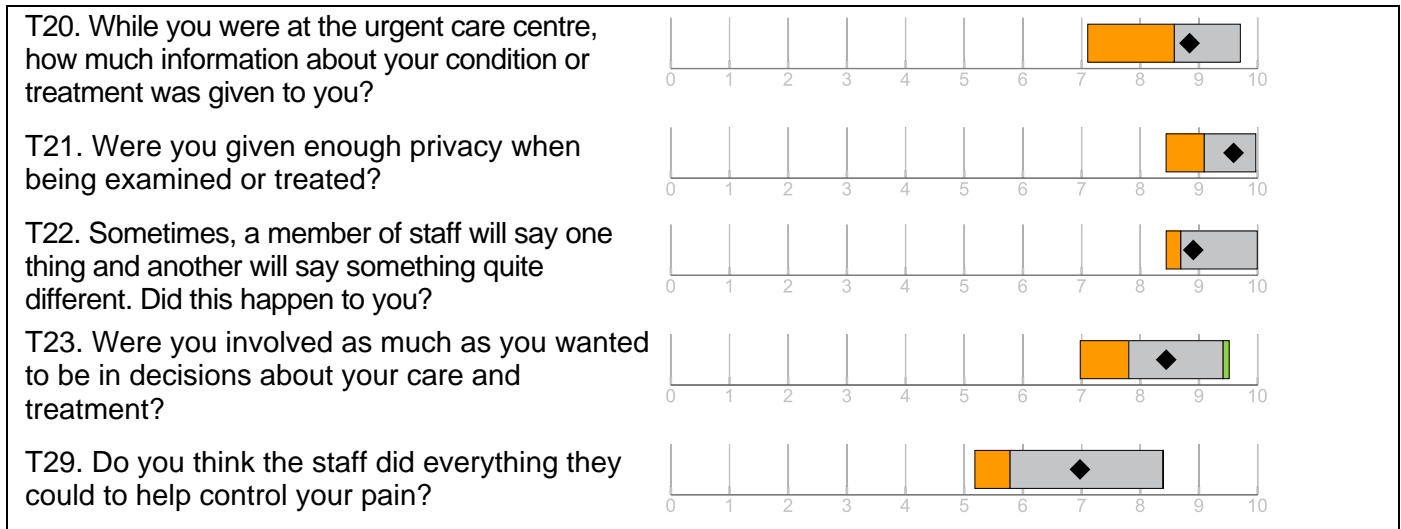 T20. While you were at the urgent care centre,
how much information about your condition or
treatment was given to you?
0 1 2 3 4 5 6 7 8 9 10
T21. Were you given enough privacy when
being examined or treated?
0 1 2 3 4 5 6 7 8 9 10
T22. Sometimes, a member of staff will say one
thing and another will say something quite
different. Did this happen to you?
0 1 2 3 4 5 6 7 8 9 10
T23. Were you involved as much as you wanted
to be in decisions about your care and
treatment?
0 1 2 3 4 5 6 7 8 9 10
T29. Do you think the staff did everything they
could to help control your pain?
0 1 2 3 4 5 6 7 8 9 10